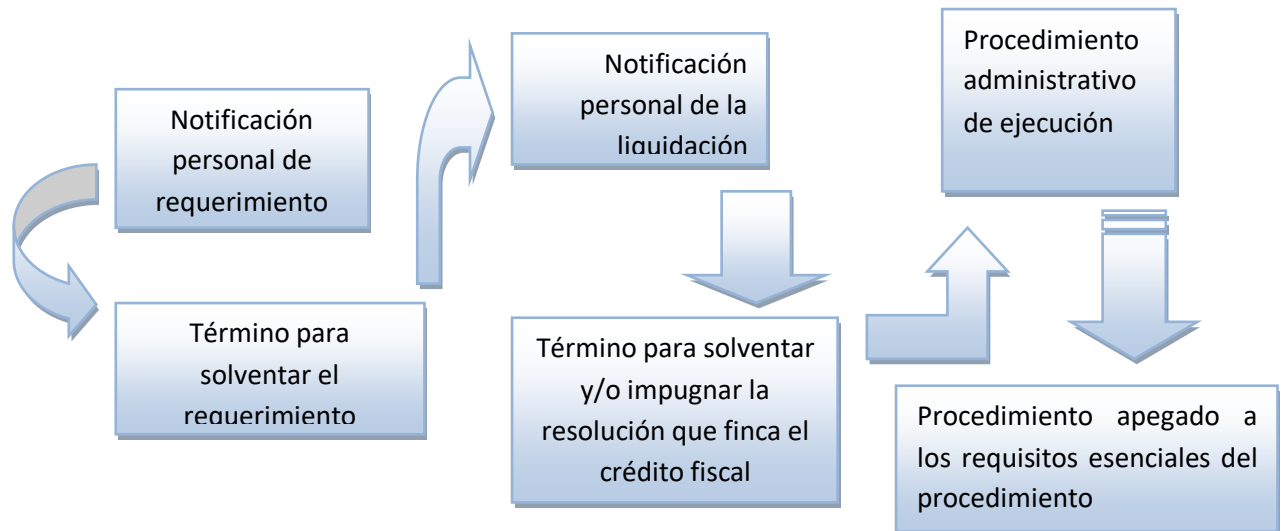 Notificación
personal de
requerimiento
Término para
solventar el
requerimiento
Notificación
personal de la
liquidación
Término para solventar
y/o impugnar la
resolución que finca el
crédito fiscal
Procedimiento
administrativo
de ejecución
Procedimiento apegado a
los requisitos esenciales del
procedimiento